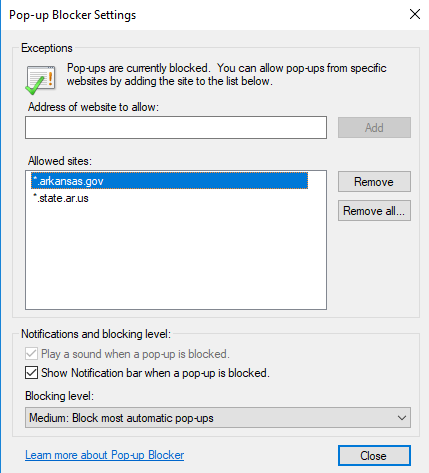 Pop-up Blocker Settings
Exceptions
Pop-ups are currently blocked. You can allow pop-ups from specific
websites by adding the site to the list below.
Address of website to allow:
Add
Allowed sites:
*.arkansas.gov
*.state.ar.us
Remove
Remove all...
Notifications and blocking level:
Play a sound when a pop-up is blocked.
Show Notification bar when a pop-up is blocked.
Blocking level:
Medium: Block most automatic pop-ups
Learn more about Pop-up Blocker
Close